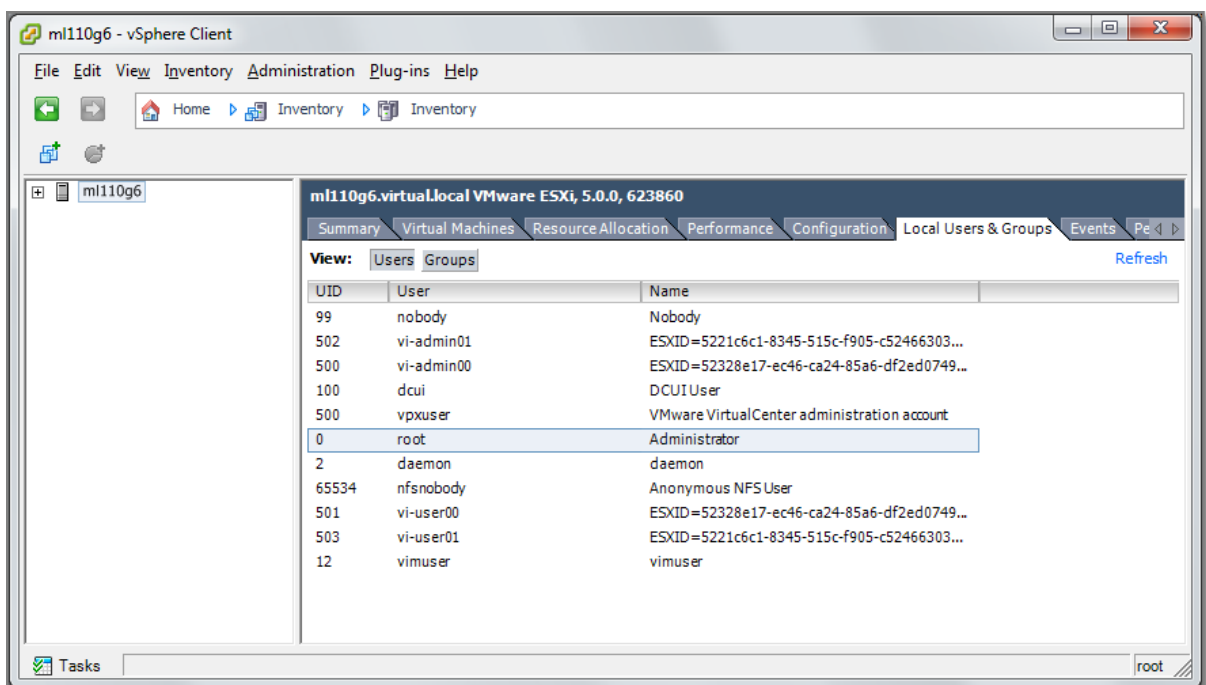 ml110g6 - vSphere Client
File Edit View Inventory Administration Plug-ins Help
Home Inventory Inventory
ml110g6
ml110g6.virtual.local VMware ESXi, 5.0.0, 623860
Summary Virtual Machines Resource Allocation Performance Configuration Local Users & Groups Events Pe
View: Users Groups Refresh
UID User Name
99 nobody Nobody
502 vi-admin01 ESXID=5221c6c1-8345-515c-f905-c52466303...
500 vi-admin00 ESXID=52328e17-ec46-ca24-85a6-df2ed0749...
100 dcui DCUI User
500 vpxuser VMware VirtualCenter administration account
0 root Administrator
2 daemon daemon
65534 nfsnobody Anonymous NFS User
501 vi-user00 ESXID=52328e17-ec46-ca24-85a6-df2ed0749...
503 vi-user01 ESXID=5221c6c1-8345-515c-f905-c52466303...
12 vimuser vimuser
Tasks root